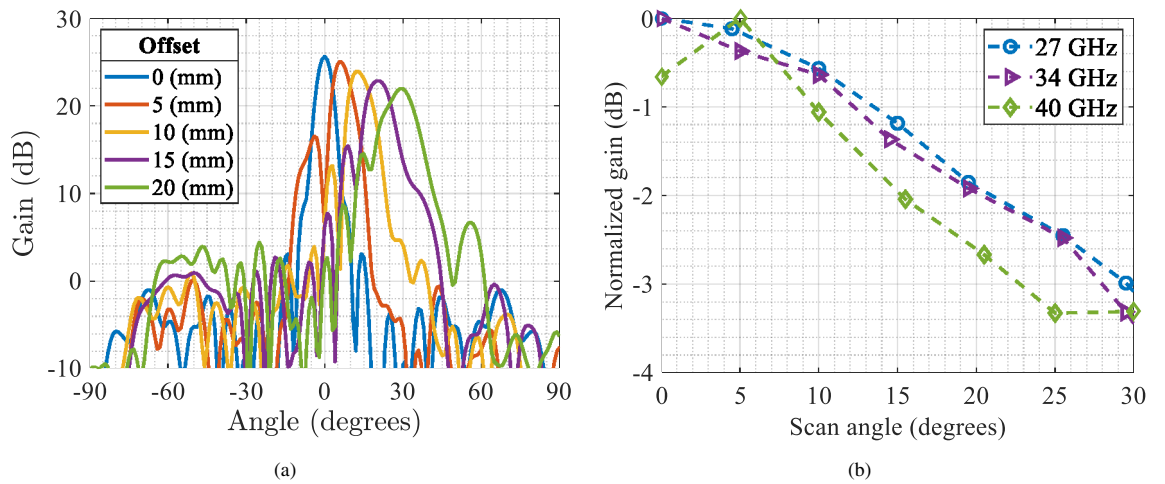 30
20
10
0
-10
Gain (dB)
Offset
0 (mm)
5 (mm)
10 (mm)
15 (mm)
20 (mm)
-90 -60 -30 0 30 60 90
Angle (degrees)
(a)
-0
-1
-2
-3
-4
Normalized gain (dB)
27 GHz
34 GHz
40 GHz
0 5 10 15 20 25 30
Scan angle (degrees)
(b)